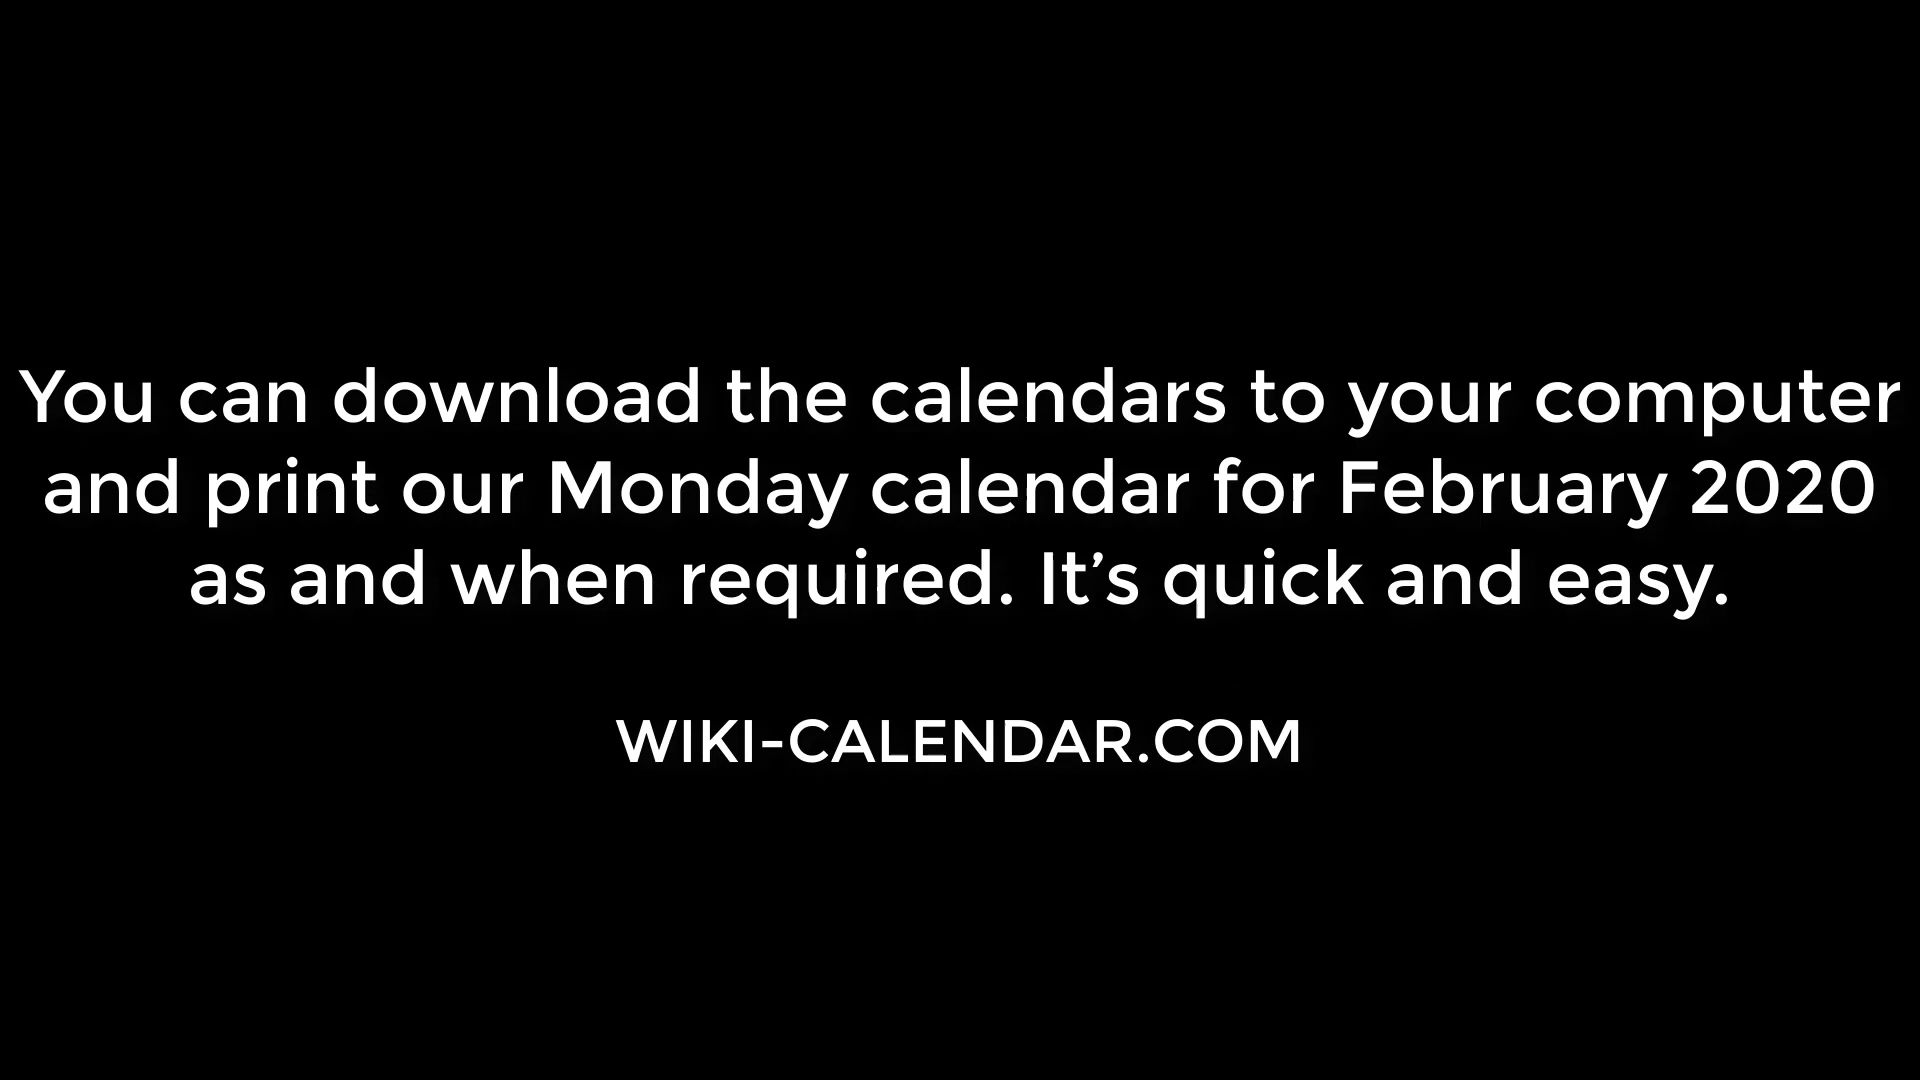 You can download the calendars to your computer
and print our Monday calendar for February 2020
as and when required. It’s quick and easy.
WIKI-CALENDAR.COM